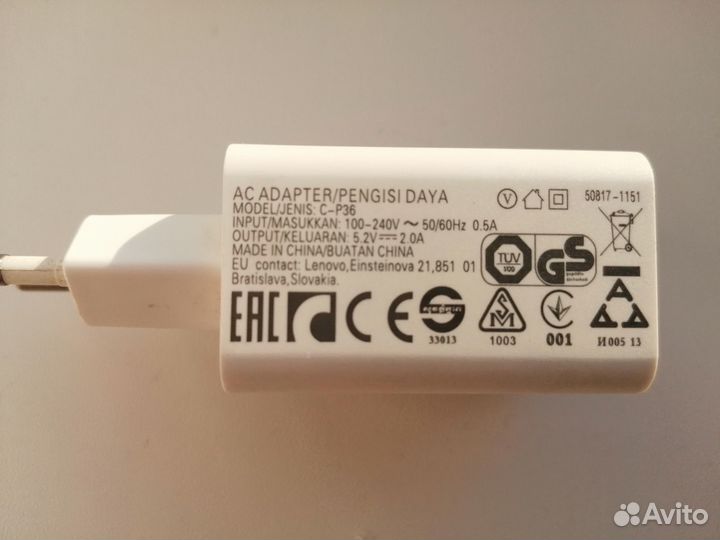 AC ADAPTER/PENGISI DAYA
MODEL/JENIS: C-P36
INPUT/MASUKKAN: 100-240V ~ 50/60Hz 0.5A
OUTPUT/KELUARAN: 5.2V⎓2.0A
MADE IN CHINA/BUATAN CHINA
EU contact: Lenovo,Einsteinova 21,851 01
Bratislava,Slovakia.
V
50817-1151
TÜV
GS
EAC
CE
33013
1003
001
И 005 13
Avito